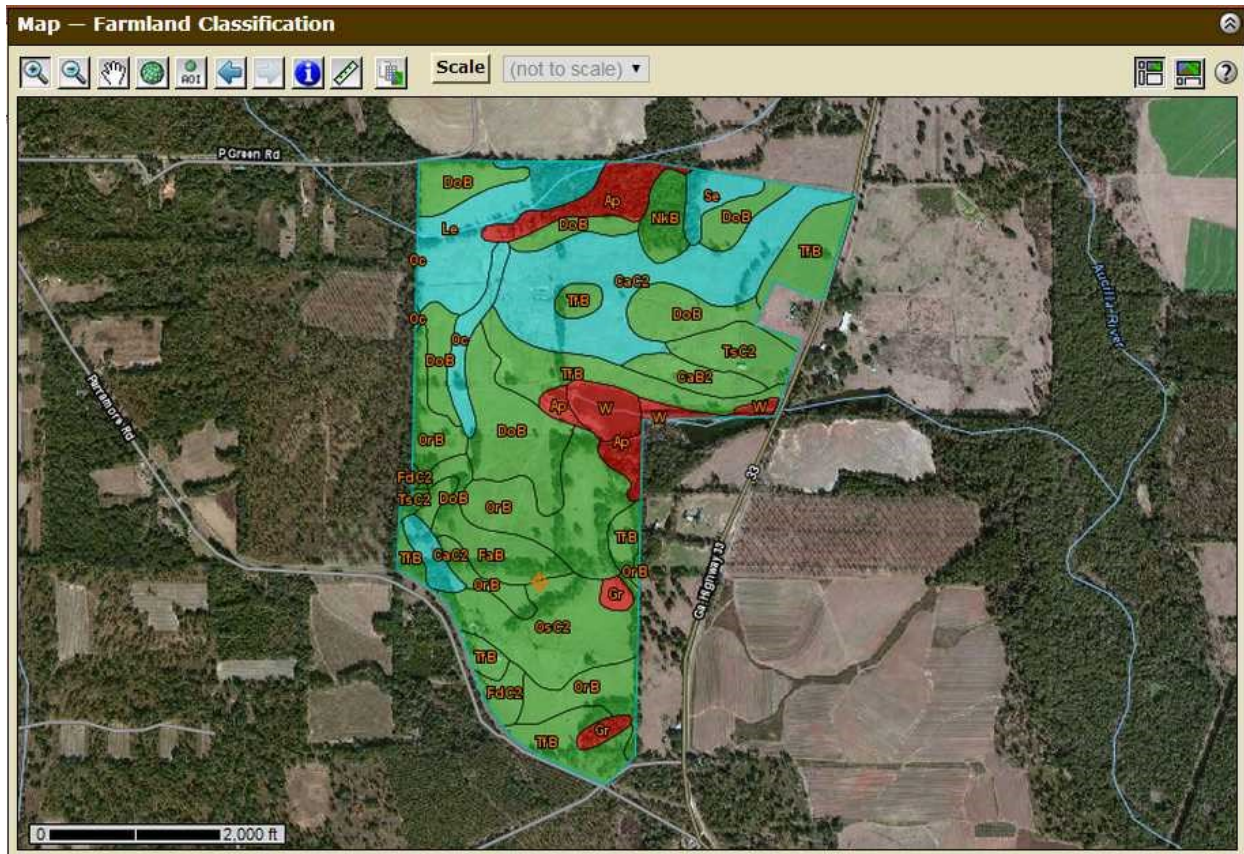 Map — Farmland Classification
AOI
Scale (not to scale)
P Green Rd
DoB
Ap
Se
NkB
DoB
DoB
Le
TfB
Oc
CaC2
TfB
DoB
Aucilla River
Oc
Oc
DoB
TsC2
TfB
CaB2
Parramore Rd
Ap
W
W
W
DoB
OrB
Ap
33
FdC2
TsC2
DoB
OrB
TfB
TfB
CaC2
FaB
OrB
OrB
Gr
Ga Highway 33
OsC2
TfB
FdC2
OrB
TfB
Gr
0 2,000 ft